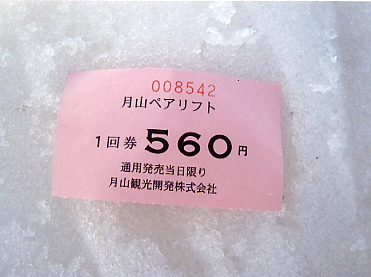 008542
月山ペアリフト
1回券 560円
通用発売当日限り
月山観光開発株式会社